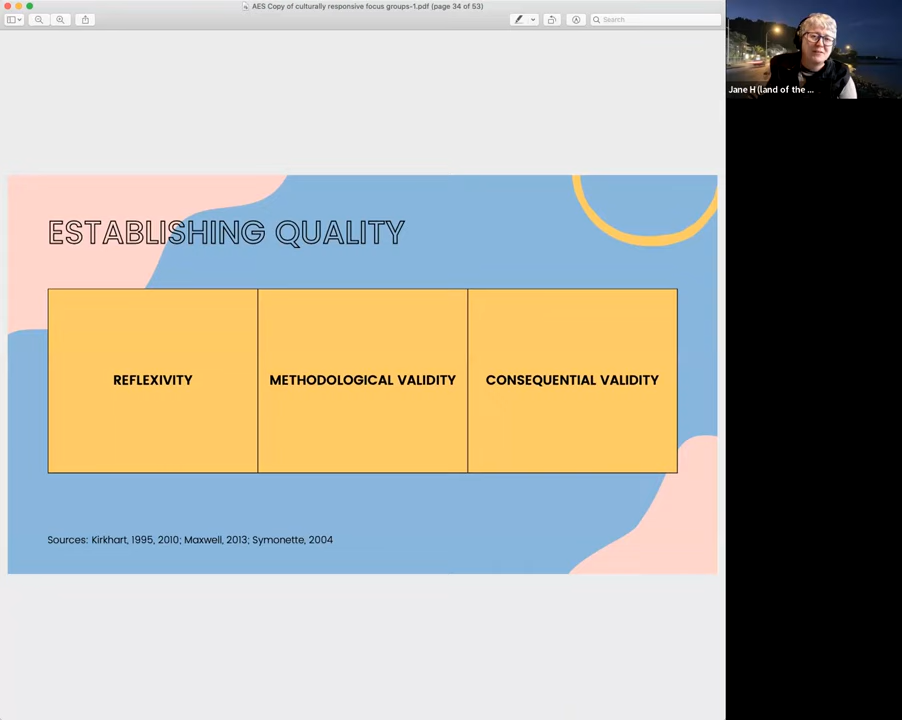 AES Copy of culturally responsive focus groups-1.pdf (page 34 of 53)
Search
Jane H (land of the ...
ESTABLISHING QUALITY
REFLEXIVITY
METHODOLOGICAL VALIDITY
CONSEQUENTIAL VALIDITY
Sources: Kirkhart, 1995, 2010; Maxwell, 2013; Symonette, 2004